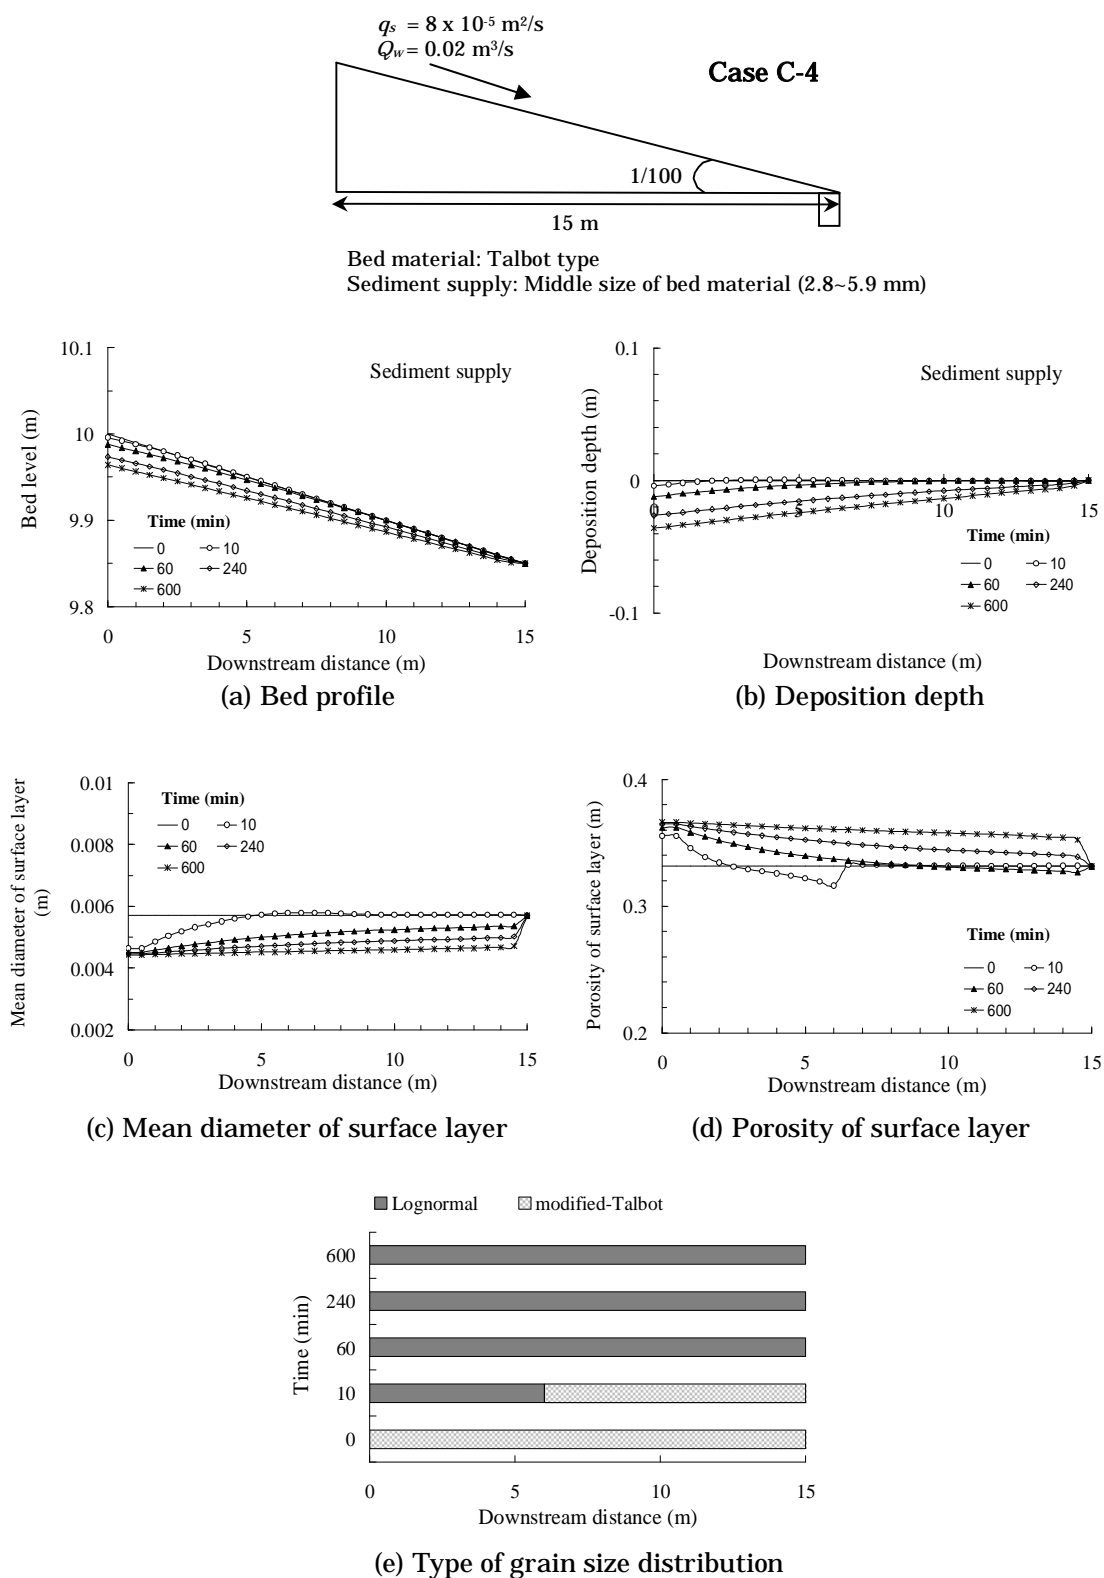 qs = 8 x 10-5 m2/s
Qw = 0.02 m3/s
Case C-4
1/100
15 m
Bed material: Talbot type
Sediment supply: Middle size of bed material (2.8~5.9 mm)
10.1
10
9.9
9.8
Bed level (m)
Sediment supply
Time (min)
0 10
60 240
600
0 5 10 15
Downstream distance (m)
(a) Bed profile
0.1
0
-0.1
Deposition depth (m)
Sediment supply
0 5 10 15
Time (min)
0 10
60 240
600
Downstream distance (m)
(b) Deposition depth
0.01
0.008
0.006
0.004
0.002
Mean diameter of surface layer
(m)
Time (min)
0 10
60 240
600
0 5 10 15
Downstream distance (m)
(c) Mean diameter of surface layer
0.4
0.3
0.2
Porosity of surface layer (m)
Time (min)
0 10
60 240
600
0 5 10 15
Downstream distance (m)
(d) Porosity of surface layer
Lognormal modified-Talbot
600
240
60
10
0
Time (min)
0 5 10 15
Downstream distance (m)
(e) Type of grain size distribution